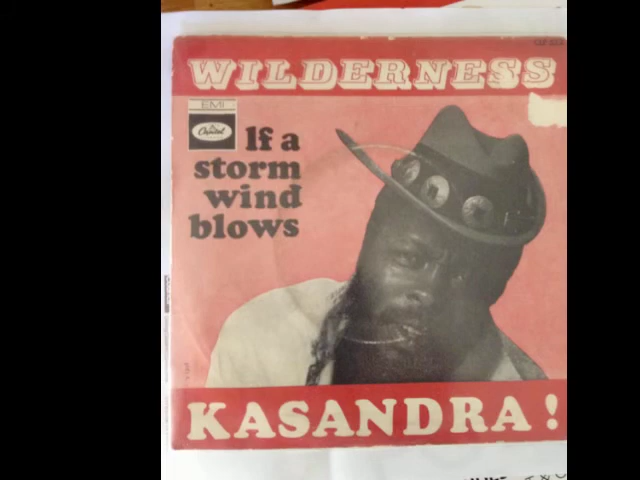 WILDERNESS
EMI
Capitol
If a
storm
wind
blows
KASANDRA!